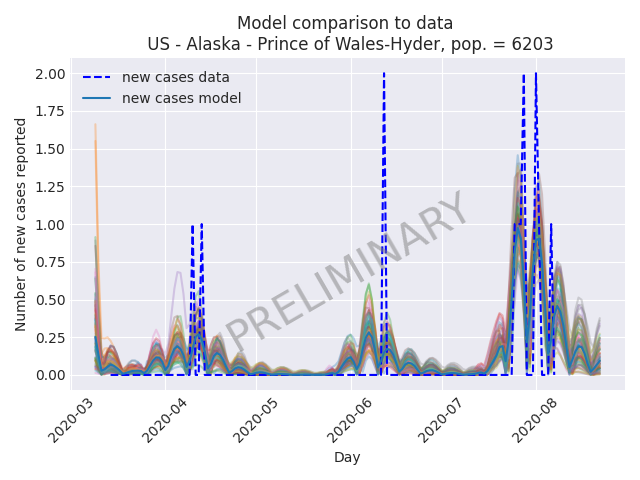 Model comparison to data
US - Alaska - Prince of Wales-Hyder, pop. = 6203
2.00
1.75
1.50
1.25
1.00
0.75
0.50
0.25
0.00
Number of new cases reported
new cases data
new cases model
PRELIMINARY
2020-03
2020-04
2020-05
2020-06
2020-07
2020-08
Day